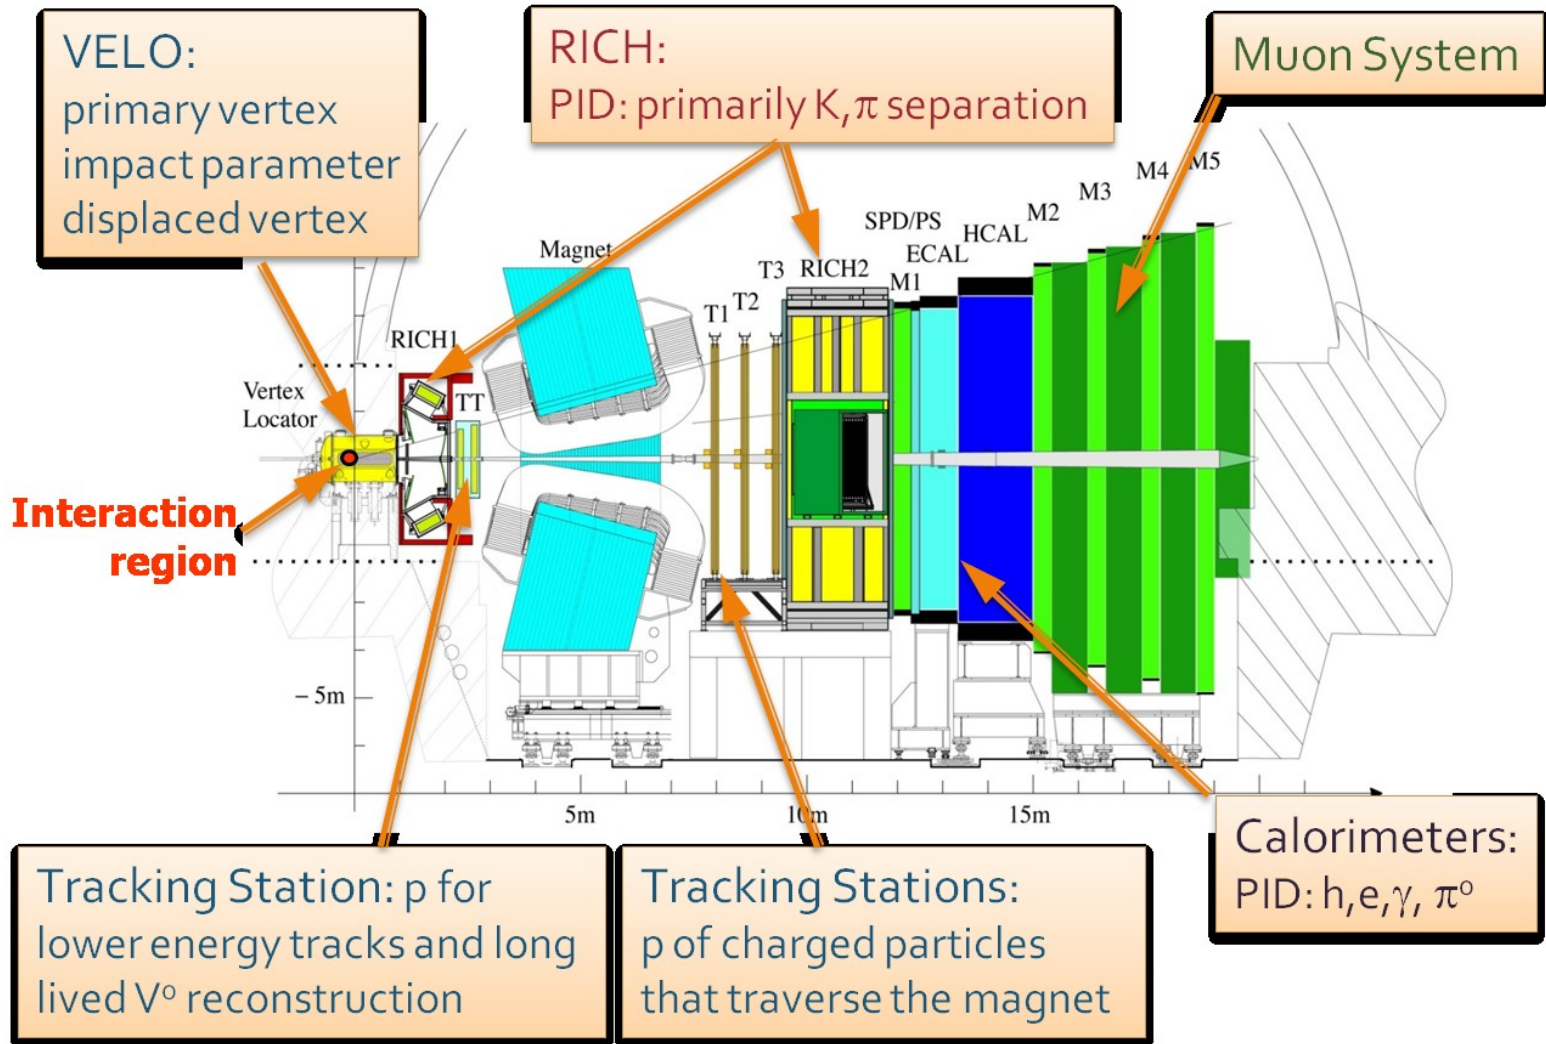 VELO:
primary vertex
impact parameter
displaced vertex
RICH:
PID: primarily K,π separation
Muon System
M5
M4
M3
M2
SPD/PS
HCAL
ECAL
Magnet
T3
RICH2
M1
T2
T1
RICH1
TT
Vertex
Locator
Interaction
region
– 5m
5m
10m
15m
Tracking Station: p for
lower energy tracks and long
lived V⁰ reconstruction
Tracking Stations:
p of charged particles
that traverse the magnet
Calorimeters:
PID: h,e,γ, π⁰